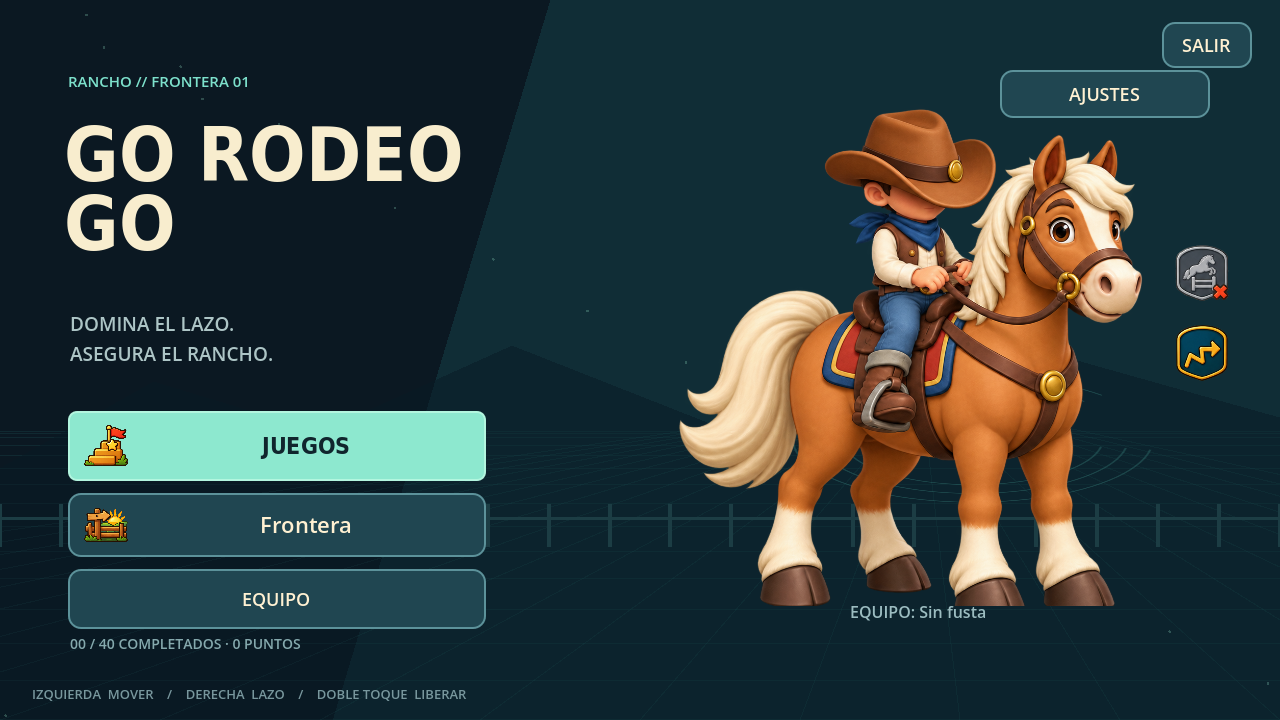 SALIR
AJUSTES
RANCHO // FRONTERA 01
GO RODEO
GO
DOMINA EL LAZO.
ASEGURA EL RANCHO.
JUEGOS
Frontera
EQUIPO
00 / 40 COMPLETADOS · 0 PUNTOS
EQUIPO: Sin fusta
IZQUIERDA MOVER / DERECHA LAZO / DOBLE TOQUE LIBERAR